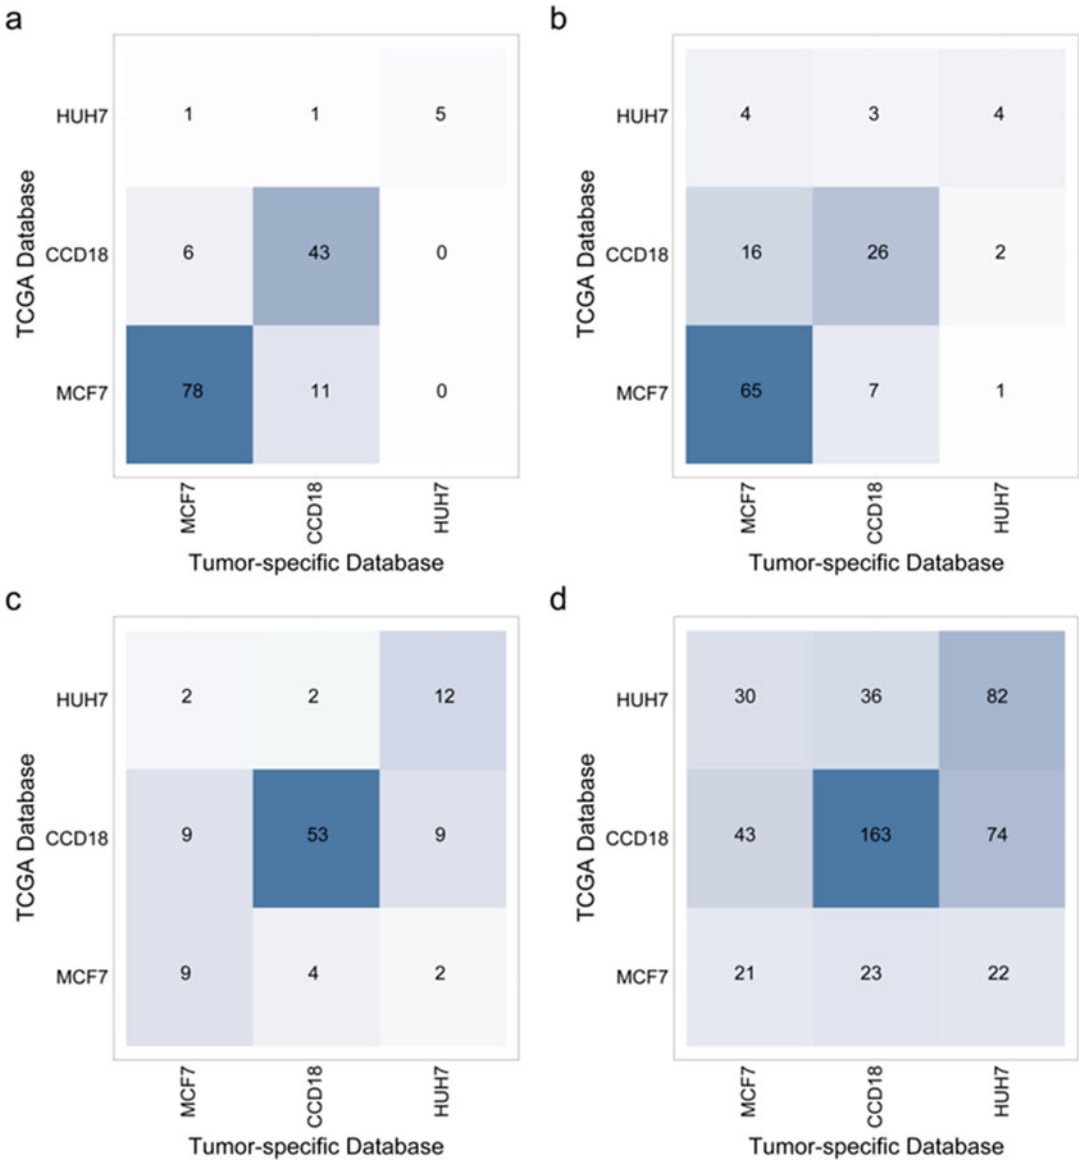 a
TCGA Database
HUH7 1 1 5
CCD18 6 43 0
MCF7 78 11 0
MCF7 CCD18 HUH7
Tumor-specific Database
b
TCGA Database
HUH7 4 3 4
CCD18 16 26 2
MCF7 65 7 1
MCF7 CCD18 HUH7
Tumor-specific Database
c
TCGA Database
HUH7 2 2 12
CCD18 9 53 9
MCF7 9 4 2
MCF7 CCD18 HUH7
Tumor-specific Database
d
TCGA Database
HUH7 30 36 82
CCD18 43 163 74
MCF7 21 23 22
MCF7 CCD18 HUH7
Tumor-specific Database